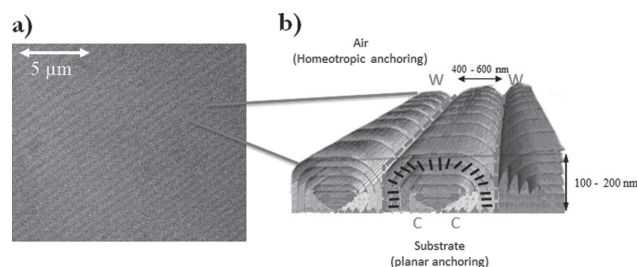 a)
5 µm
b)
Air
(Homeotropic anchoring)
W
400 - 600 nm
W
100 - 200 nm
C C
Substrate
(planar anchoring)